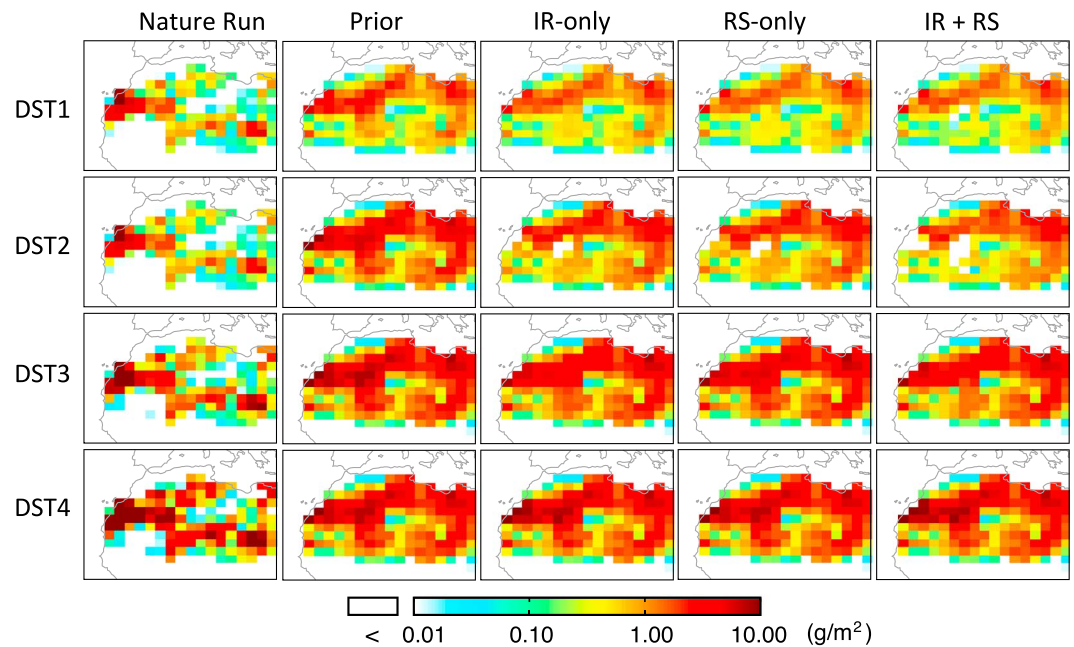 Nature Run Prior IR-only RS-only IR + RS
DST1
DST2
DST3
DST4
< 0.01 0.10 1.00 10.00 (g/m²)